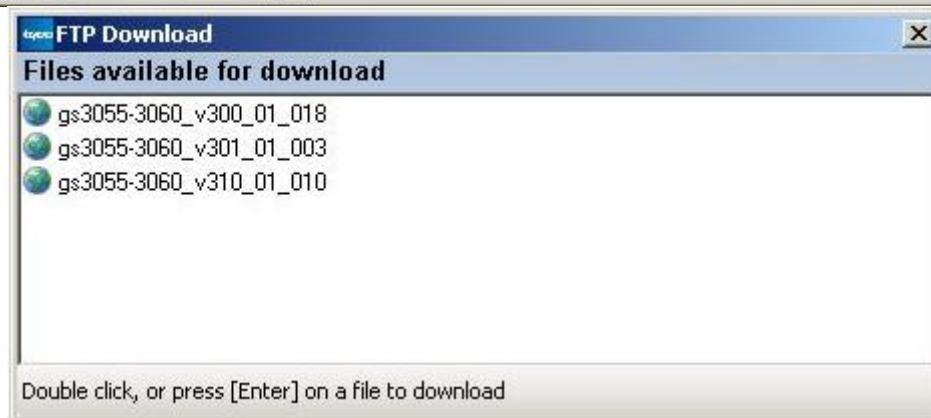 FTP Download
Files available for download
gs3055-3060_v300_01_018
gs3055-3060_v301_01_003
gs3055-3060_v310_01_010
Double click, or press [Enter] on a file to download